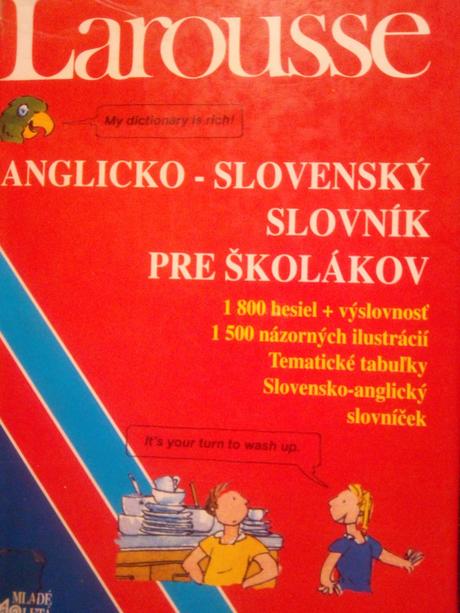 Larousse
My dictionary is rich!
ANGLICKO - SLOVENSKÝ
SLOVNÍK
PRE ŠKOLÁKOV
1 800 hesiel + výslovnosť
1 500 názorných ilustrácií
Tematické tabuľky
Slovensko-anglický
slovníček
It's your turn to wash up.
MLADÉ
LETÁ